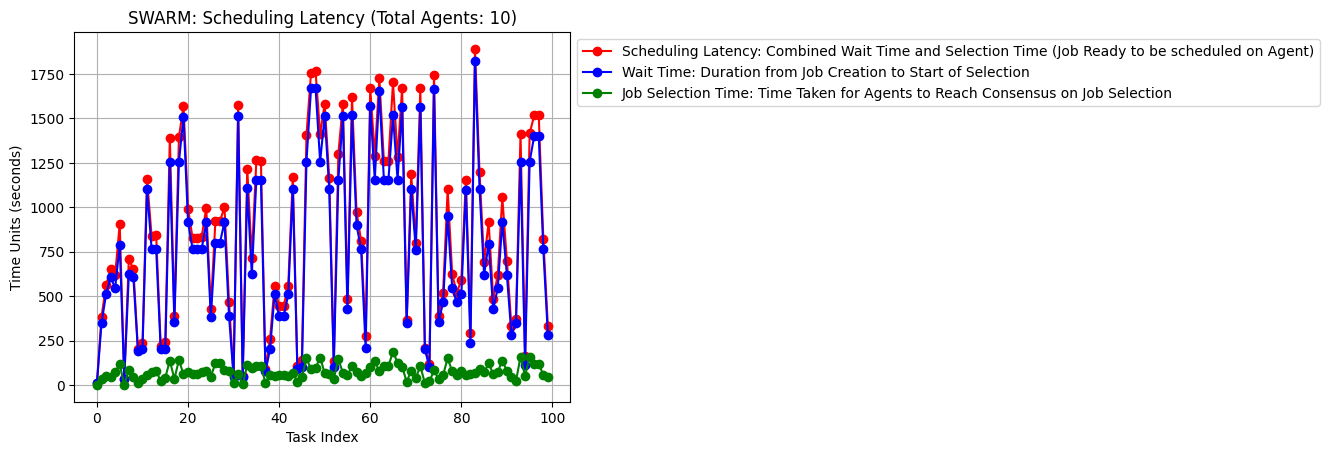 SWARM: Scheduling Latency (Total Agents: 10)
Scheduling Latency: Combined Wait Time and Selection Time (Job Ready to be scheduled on Agent)
Wait Time: Duration from Job Creation to Start of Selection
Job Selection Time: Time Taken for Agents to Reach Consensus on Job Selection
Time Units (seconds)
1750
1500
1250
1000
750
500
250
0
0 20 40 60 80 100
Task Index